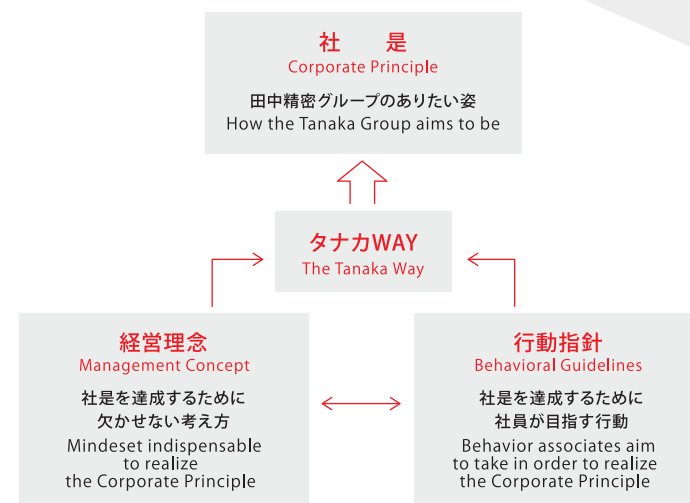 社　是
Corporate Principle
田中精密グループのありたい姿
How the Tanaka Group aims to be
タナカWAY
The Tanaka Way
経営理念
Management Concept
社是を達成するために
欠かせない考え方
Mindeset indispensable
to realize
the Corporate Principle
行動指針
Behavioral Guidelines
社是を達成するために
社員が目指す行動
Behavior associates aim
to take in order to realize
the Corporate Principle